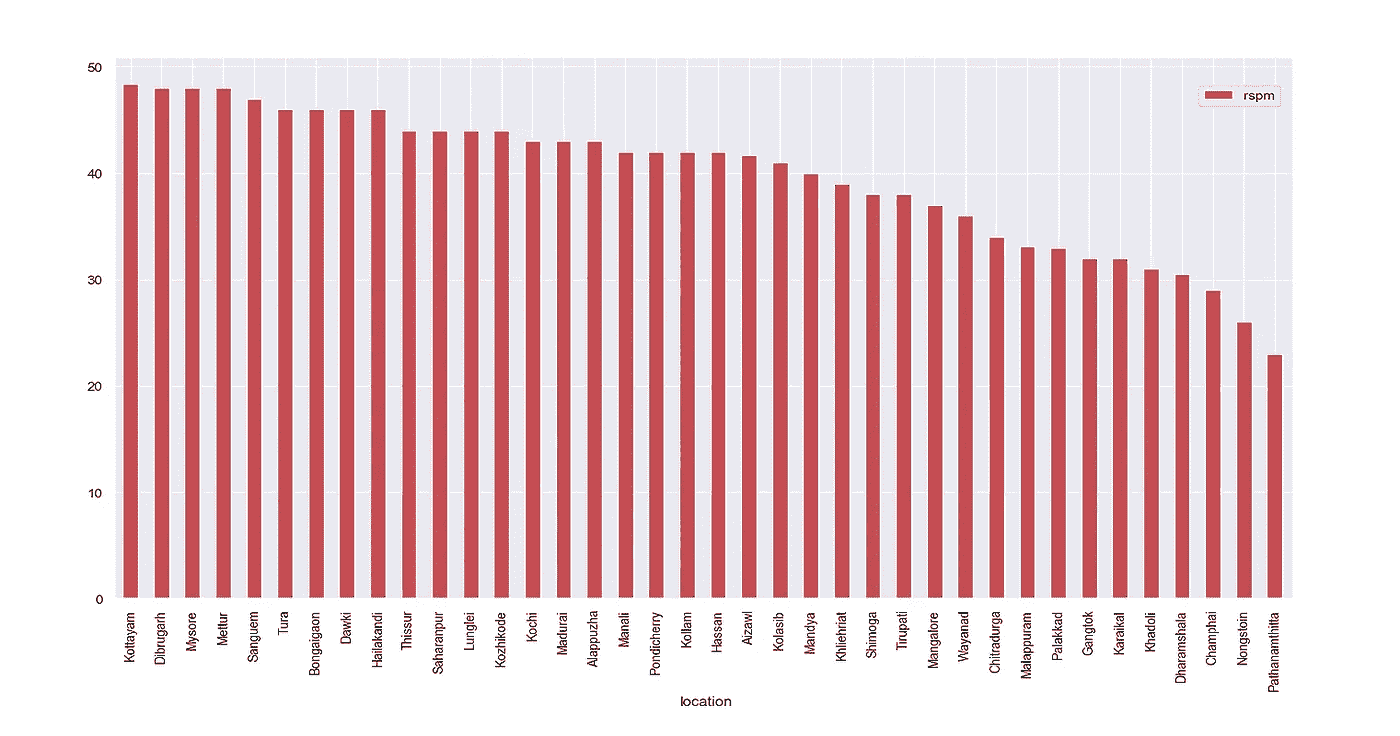 50
40
30
20
10
0
rspm
Kottayam
Dibrugarh
Mysore
Mettur
Sanguem
Tura
Bongaigaon
Dawki
Hailakandi
Thissur
Saharanpur
Lunglei
Kozhikode
Kochi
Madurai
Alappuzha
Manali
Pondicherry
Kollam
Hassan
Aizawl
Kolasib
Mandya
Khliehriat
Shimoga
Tirupati
Mangalore
Wayanad
Chitradurga
Malappuram
Palakkad
Gangtok
Karaikal
Khadoli
Dharamshala
Champhai
Nongstoin
Pathananthitta
location